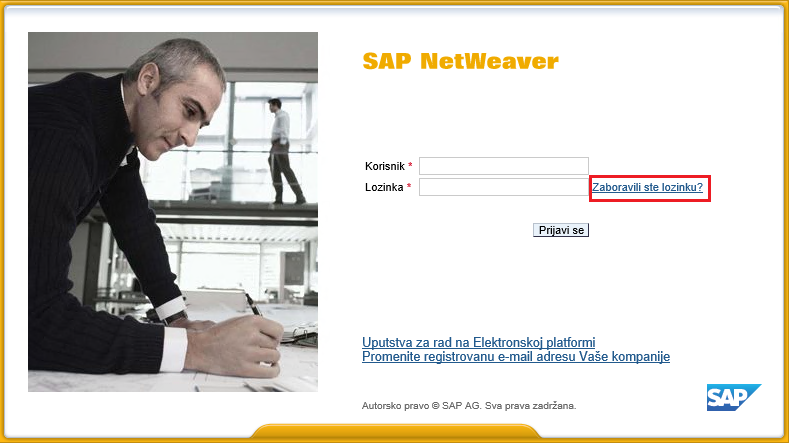 SAP NetWeaver
Korisnik *
Lozinka * Zaboravili ste lozinku?
Prijavi se
Uputstva za rad na Elektronskoj platformi
Promenite registrovanu e-mail adresu Vaše kompanije
Autorsko pravo © SAP AG. Sva prava zadržana.
SAP